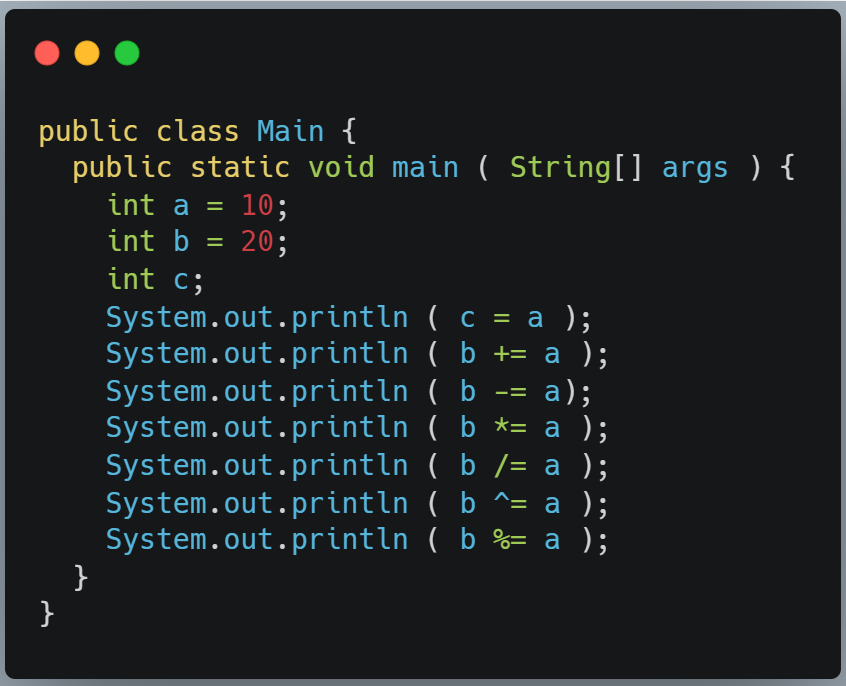 public class Main {
  public static void main ( String[] args ) {
    int a = 10;
    int b = 20;
    int c;
    System.out.println ( c = a );
    System.out.println ( b += a );
    System.out.println ( b -= a);
    System.out.println ( b *= a );
    System.out.println ( b /= a );
    System.out.println ( b ^= a );
    System.out.println ( b %= a );
  }
}